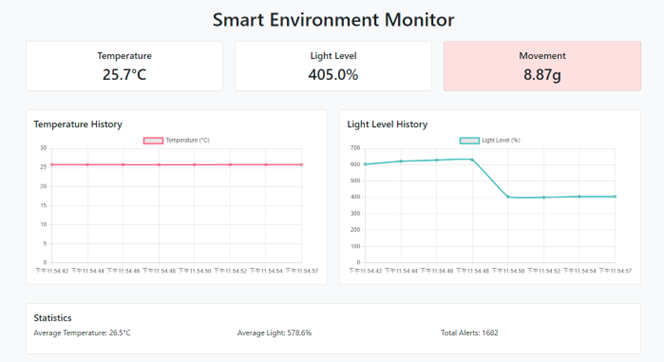 Smart Environment Monitor
Temperature
25.7°C
Light Level
405.0%
Movement
8.87g
Temperature History
Temperature (°C)
30
25
20
15
10
5
0
下午11:54:42 下午11:54:44 下午11:54:46 下午11:54:48 下午11:54:50 下午11:54:52 下午11:54:54 下午11:54:57
Light Level History
Light Level (%)
700
600
500
400
300
200
100
0
下午11:54:42 下午11:54:44 下午11:54:46 下午11:54:48 下午11:54:50 下午11:54:52 下午11:54:54 下午11:54:57
Statistics
Average Temperature: 26.5°C
Average Light: 578.6%
Total Alerts: 1682